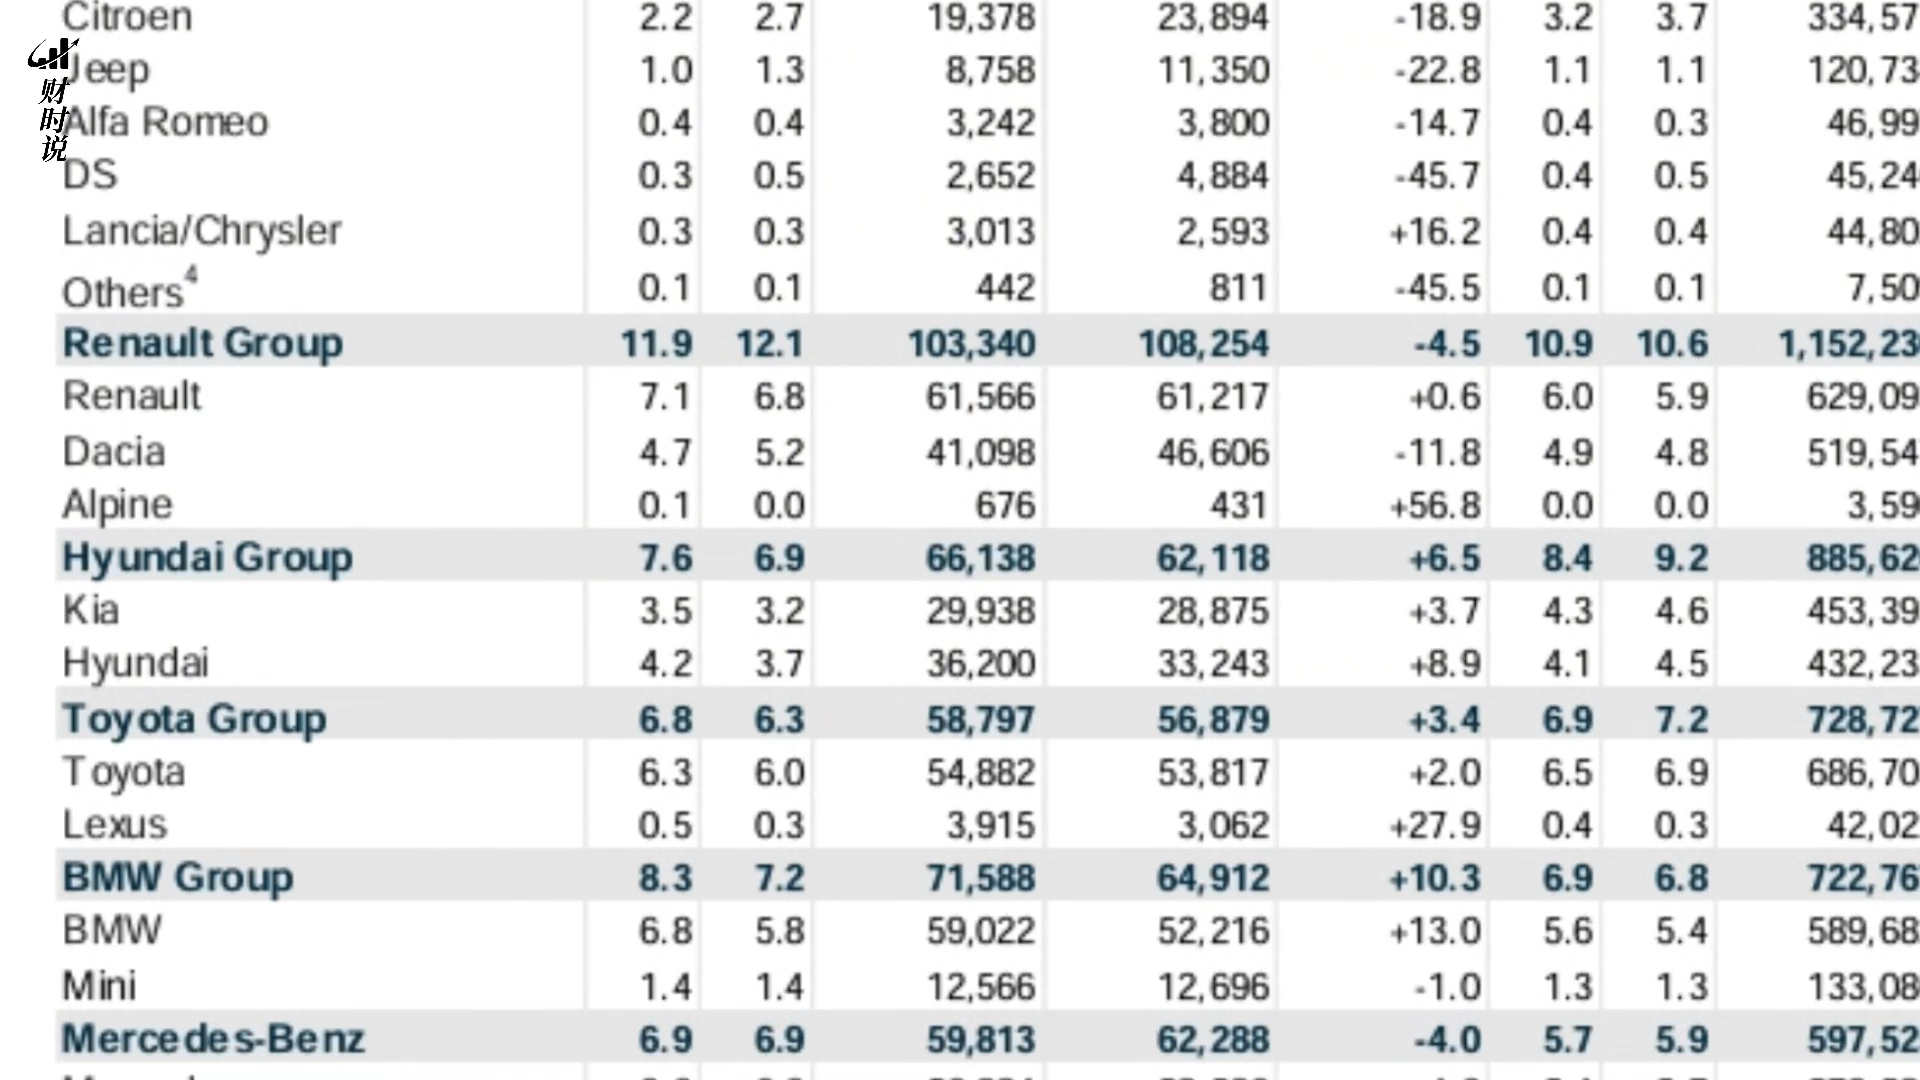 财时说
Citroen 2.2 2.7 19,378 23,894 -18.9 3.2 3.7 334,57
Jeep 1.0 1.3 8,758 11,350 -22.8 1.1 1.1 120,73
Alfa Romeo 0.4 0.4 3,242 3,800 -14.7 0.4 0.3 46,99
DS 0.3 0.5 2,652 4,884 -45.7 0.4 0.5 45,24
Lancia/Chrysler 0.3 0.3 3,013 2,593 +16.2 0.4 0.4 44,80
Others4 0.1 0.1 442 811 -45.5 0.1 0.1 7,50
Renault Group 11.9 12.1 103,340 108,254 -4.5 10.9 10.6 1,152,23
Renault 7.1 6.8 61,566 61,217 +0.6 6.0 5.9 629,09
Dacia 4.7 5.2 41,098 46,606 -11.8 4.9 4.8 519,54
Alpine 0.1 0.0 676 431 +56.8 0.0 0.0 3,59
Hyundai Group 7.6 6.9 66,138 62,118 +6.5 8.4 9.2 885,62
Kia 3.5 3.2 29,938 28,875 +3.7 4.3 4.6 453,39
Hyundai 4.2 3.7 36,200 33,243 +8.9 4.1 4.5 432,23
Toyota Group 6.8 6.3 58,797 56,879 +3.4 6.9 7.2 728,72
Toyota 6.3 6.0 54,882 53,817 +2.0 6.5 6.9 686,70
Lexus 0.5 0.3 3,915 3,062 +27.9 0.4 0.3 42,02
BMW Group 8.3 7.2 71,588 64,912 +10.3 6.9 6.8 722,76
BMW 6.8 5.8 59,022 52,216 +13.0 5.6 5.4 589,68
Mini 1.4 1.4 12,566 12,696 -1.0 1.3 1.3 133,08
Mercedes-Benz 6.9 6.9 59,813 62,288 -4.0 5.7 5.9 597,52